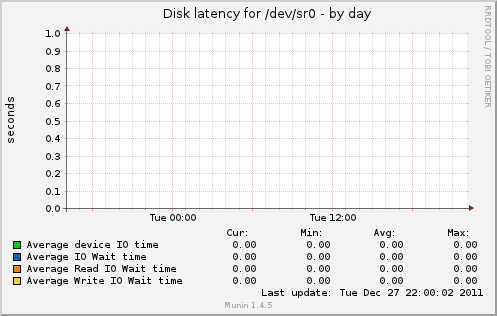 Disk latency for /dev/sr0 - by day
RRDTOOL / TOBI OETIKER
seconds
1.0
0.9
0.8
0.7
0.6
0.5
0.4
0.3
0.2
0.1
0.0
Tue 00:00 Tue 12:00
Cur: Min: Avg: Max:
Average device IO time 0.00 0.00 0.00 0.00
Average IO Wait time 0.00 0.00 0.00 0.00
Average Read IO Wait time 0.00 0.00 0.00 0.00
Average Write IO Wait time 0.00 0.00 0.00 0.00
Last update: Tue Dec 27 22:00:02 2011
Munin 1.4.5